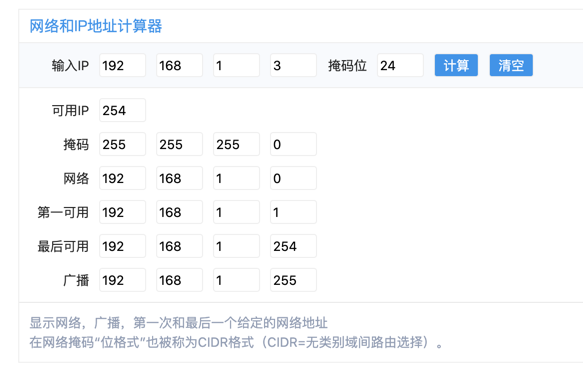 网络和IP地址计算器
输入IP 192 168 1 3 掩码位 24 计算 清空
可用IP 254
掩码 255 255 255 0
网络 192 168 1 0
第一可用 192 168 1 1
最后可用 192 168 1 254
广播 192 168 1 255
显示网络，广播，第一次和最后一个给定的网络地址
在网络掩码“位格式”也被称为CIDR格式（CIDR=无类别域间路由选择）。